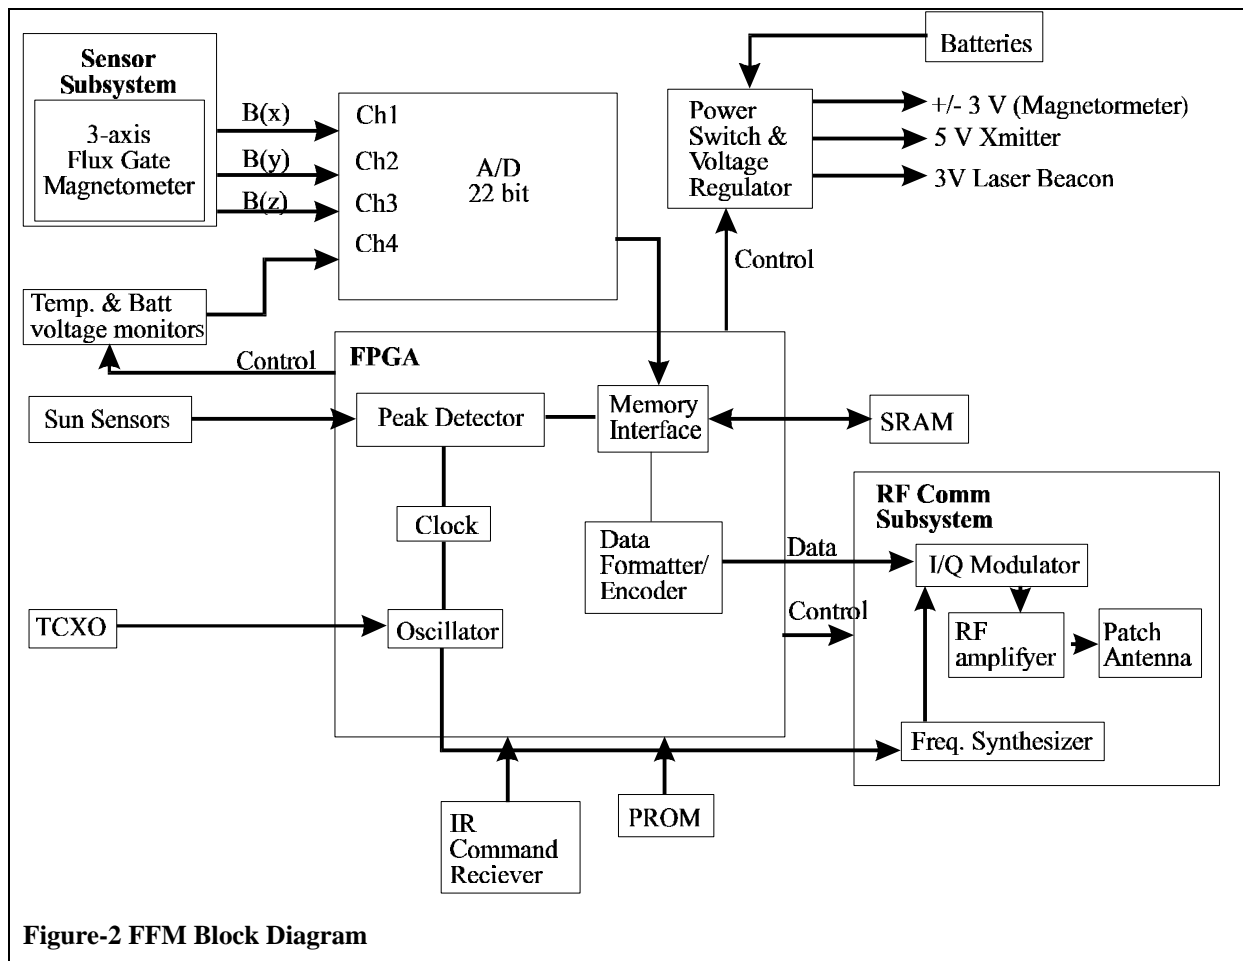 Sensor
Subsystem
3-axis
Flux Gate
Magnetometer
B(x)
B(y)
B(z)
Ch1
Ch2
Ch3
Ch4
A/D
22 bit
Batteries
Power
Switch &
Voltage
Regulator
+/- 3 V (Magnetormeter)
5 V Xmitter
3V Laser Beacon
Control
Temp. & Batt
voltage monitors
Control
FPGA
Sun Sensors
Peak Detector
Memory
Interface
SRAM
Clock
Data
Formatter/
Encoder
Data
Control
RF Comm
Subsystem
I/Q Modulator
RF
amplifyer
Patch
Antenna
Freq. Synthesizer
TCXO
Oscillator
IR
Command
Reciever
PROM
Figure-2 FFM Block Diagram